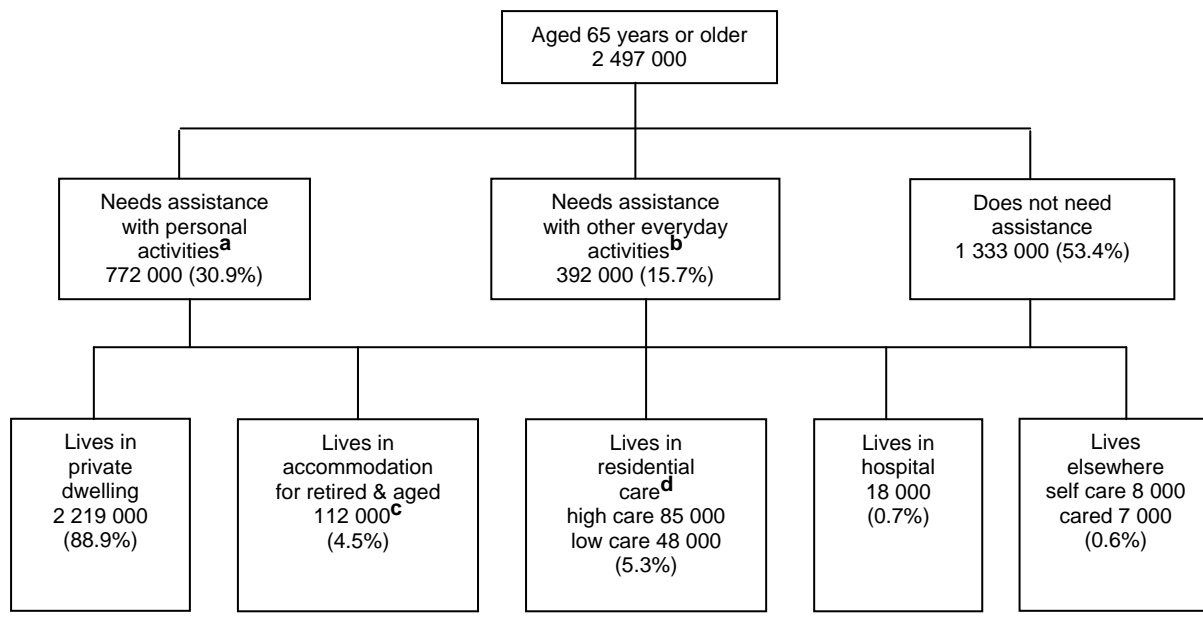 Aged 65 years or older
2 497 000
Needs assistance
with personal
activitiesa
772 000 (30.9%)
Needs assistance
with other everyday
activitiesb
392 000 (15.7%)
Does not need
assistance
1 333 000 (53.4%)
Lives in
private
dwelling
2 219 000
(88.9%)
Lives in
accommodation
for retired & aged
112 000c
(4.5%)
Lives in
residential
cared
high care 85 000
low care 48 000
(5.3%)
Lives in
hospital
18 000
(0.7%)
Lives
elsewhere
self care 8 000
cared 7 000
(0.6%)